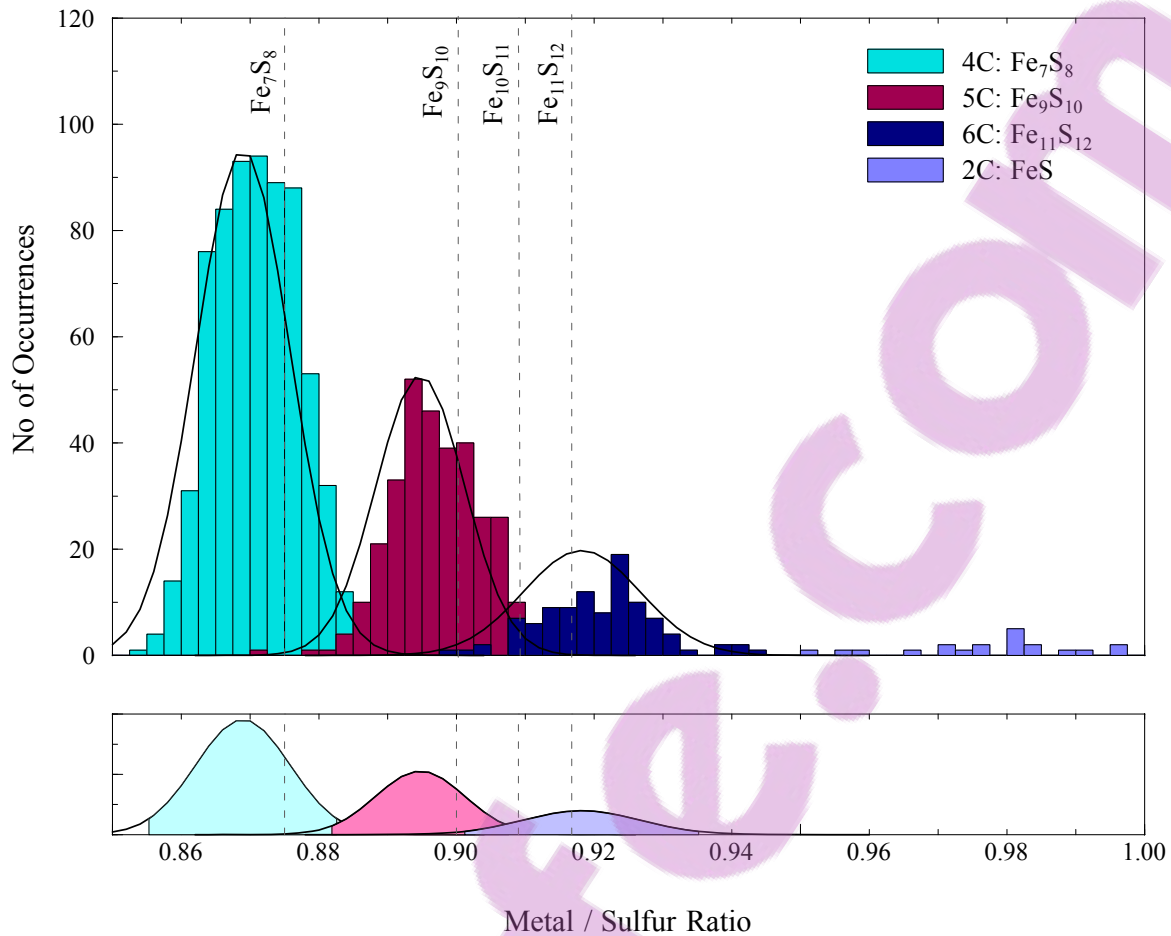 120
100
80
60
40
20
0
No of Occurrences
Fe₇S₈
Fe₉S₁₀
Fe₁₀S₁₁
Fe₁₁S₁₂
4C: Fe₇S₈
5C: Fe₉S₁₀
6C: Fe₁₁S₁₂
2C: FeS
0.86 0.88 0.90 0.92 0.94 0.96 0.98 1.00
Metal / Sulfur Ratio
fe.com